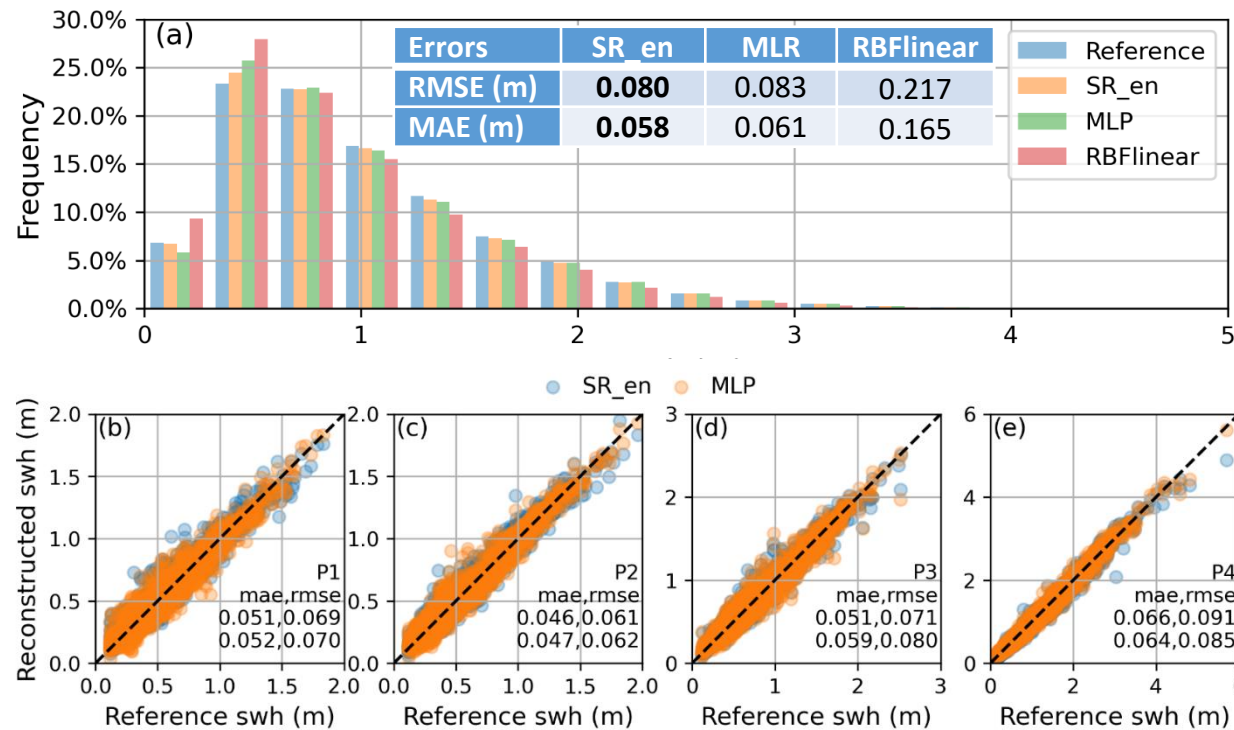 30.0%
25.0%
20.0%
15.0%
10.0%
5.0%
0.0%
Frequency
(a)
Errors SR_en MLR RBFlinear
RMSE (m) 0.080 0.083 0.217
MAE (m) 0.058 0.061 0.165
Reference
SR_en
MLP
RBFlinear
0 1 2 3 4 5
SR_en MLP
Reconstructed swh (m)
2.0
1.5
1.0
0.5
0.0
(b)
P1
mae,rmse
0.051,0.069
0.052,0.070
0.0 0.5 1.0 1.5 2.0
Reference swh (m)
2.0
1.5
1.0
0.5
0.0
(c)
P2
mae,rmse
0.046,0.061
0.047,0.062
0.0 0.5 1.0 1.5 2.0
Reference swh (m)
3
2
1
0
(d)
P3
mae,rmse
0.051,0.071
0.059,0.080
0 1 2 3
Reference swh (m)
6
4
2
0
(e)
P4
mae,rmse
0.066,0.091
0.064,0.085
0 2 4
Reference swh (m)